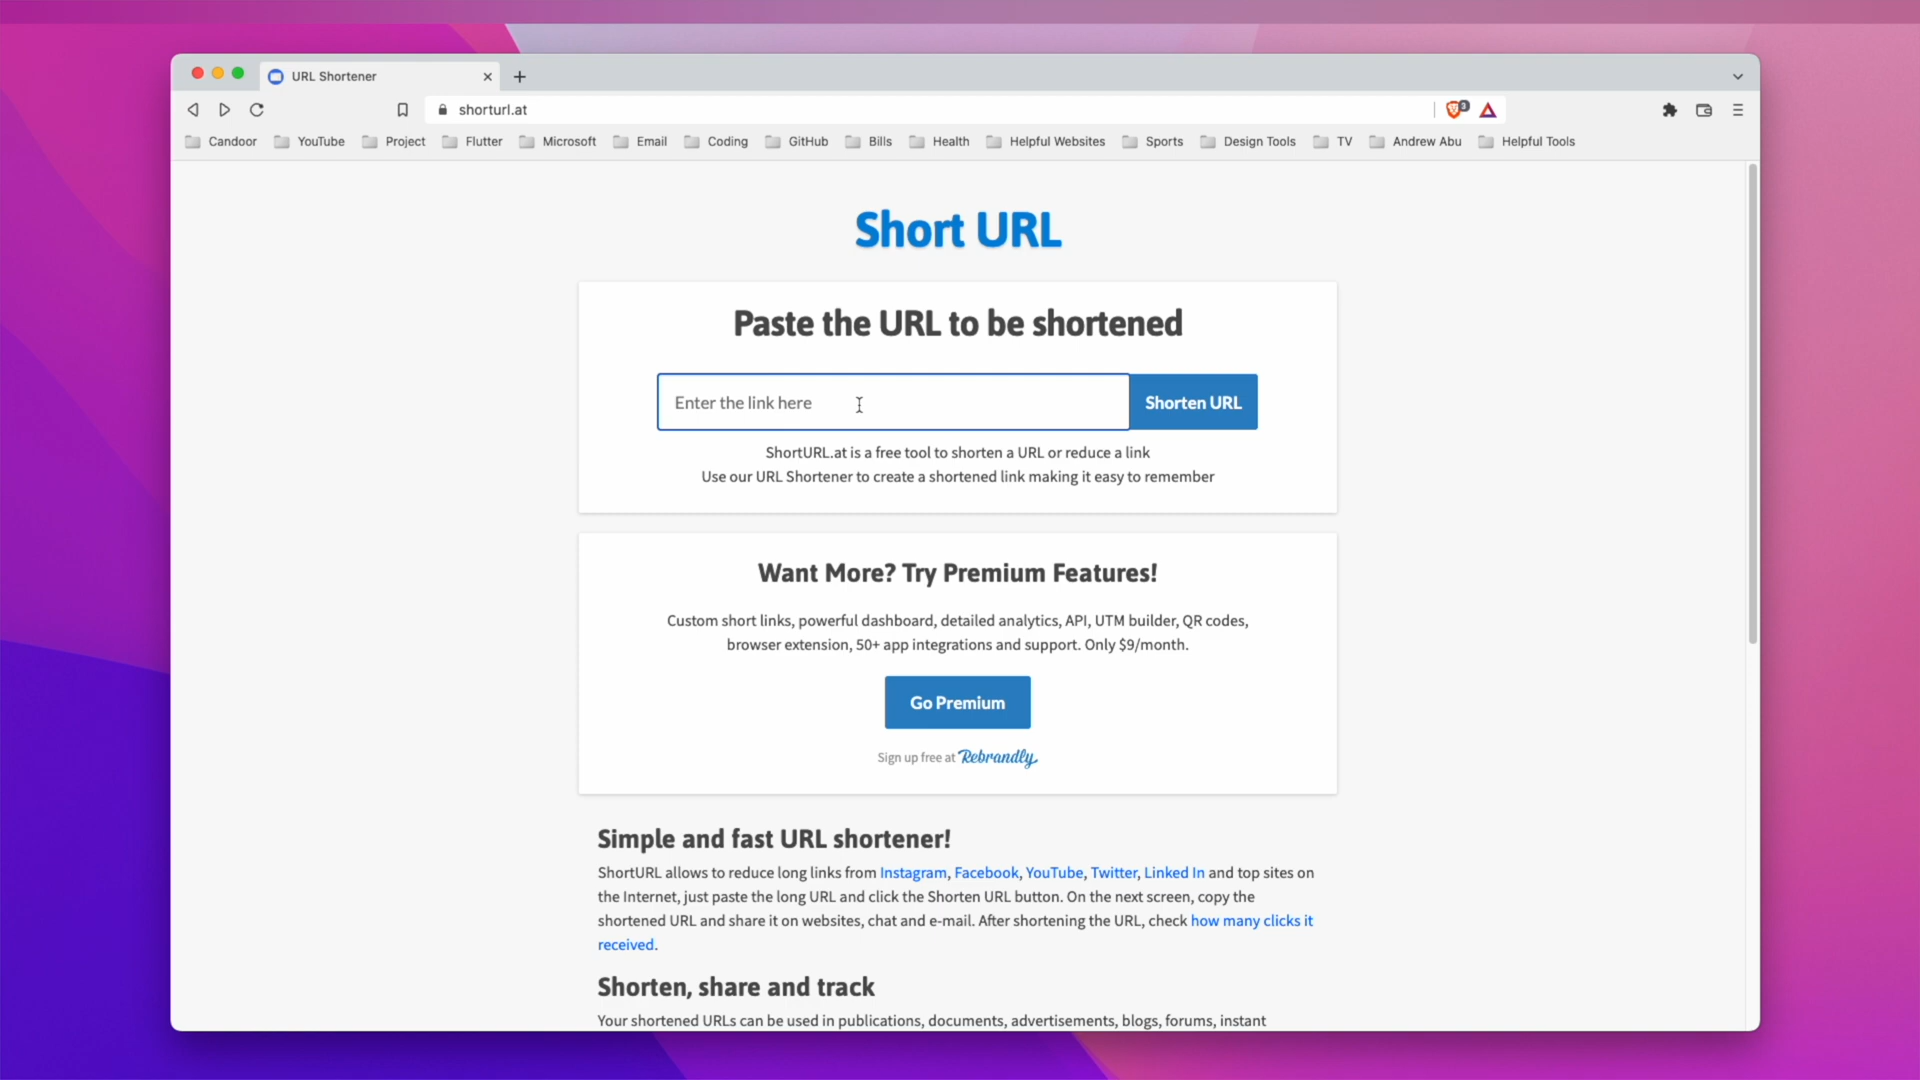 URL Shortener
shorturl.at
3
Candoor YouTube Project Flutter Microsoft Email Coding GitHub Bills Health Helpful Websites Sports Design Tools TV Andrew Abu Helpful Tools
Short URL
Paste the URL to be shortened
Enter the link here
Shorten URL
ShortURL.at is a free tool to shorten a URL or reduce a link
Use our URL Shortener to create a shortened link making it easy to remember
Want More? Try Premium Features!
Custom short links, powerful dashboard, detailed analytics, API, UTM builder, QR codes,
browser extension, 50+ app integrations and support. Only $9/month.
Go Premium
Sign up free at Rebrandly
Simple and fast URL shortener!
ShortURL allows to reduce long links from Instagram, Facebook, YouTube, Twitter, Linked In and top sites on
the Internet, just paste the long URL and click the Shorten URL button. On the next screen, copy the
shortened URL and share it on websites, chat and e-mail. After shortening the URL, check how many clicks it
received.
Shorten, share and track
Your shortened URLs can be used in publications, documents, advertisements, blogs, forums, instant